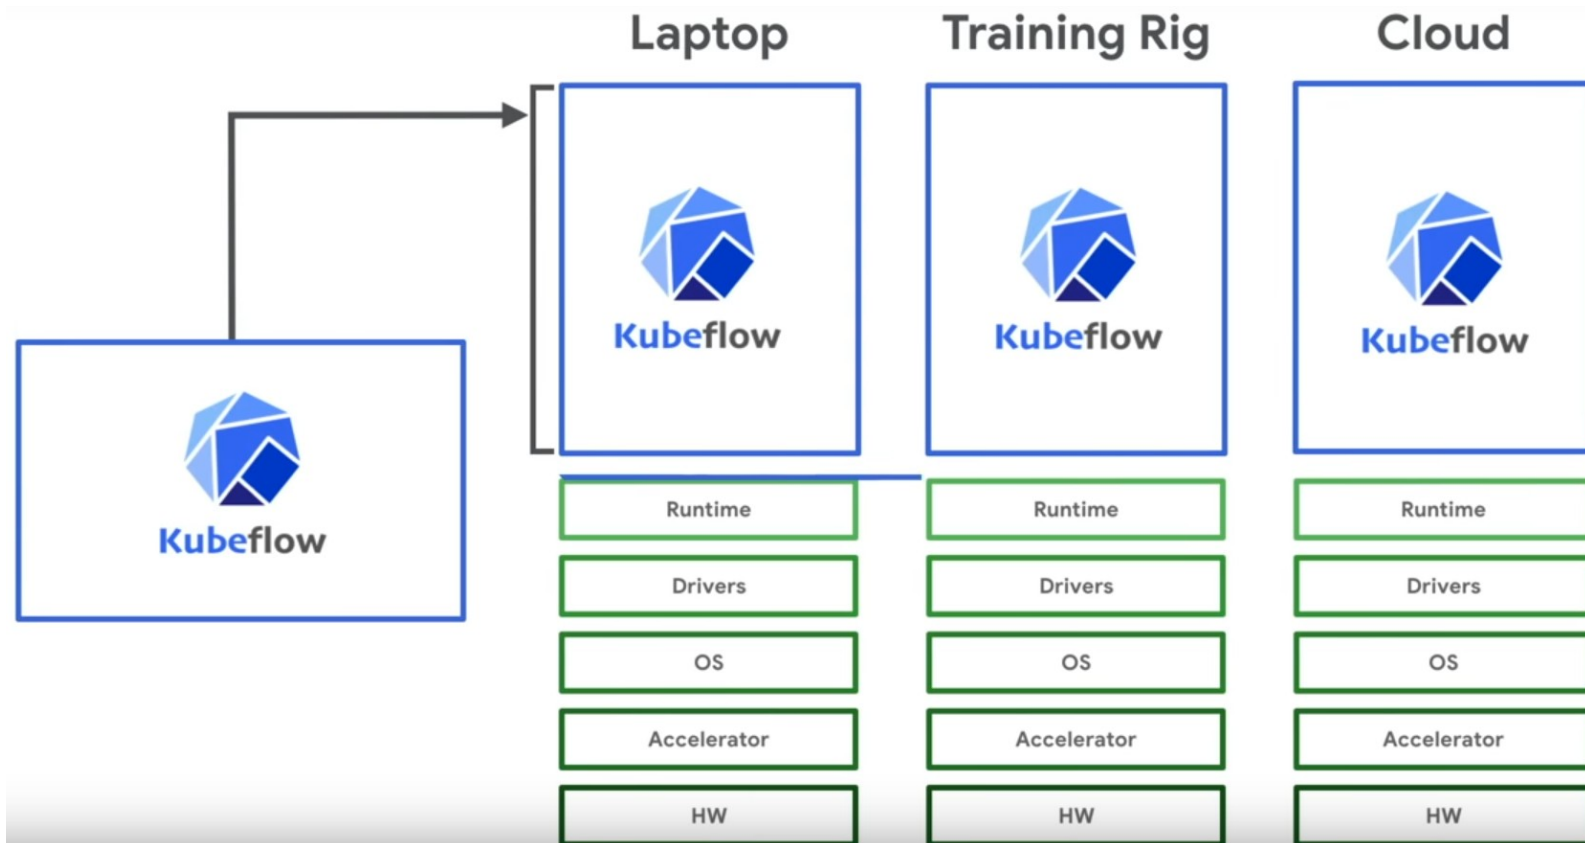 Laptop
Training Rig
Cloud
Kubeflow
Kubeflow
Kubeflow
Kubeflow
Runtime
Runtime
Runtime
Drivers
Drivers
Drivers
OS
OS
OS
Accelerator
Accelerator
Accelerator
HW
HW
HW